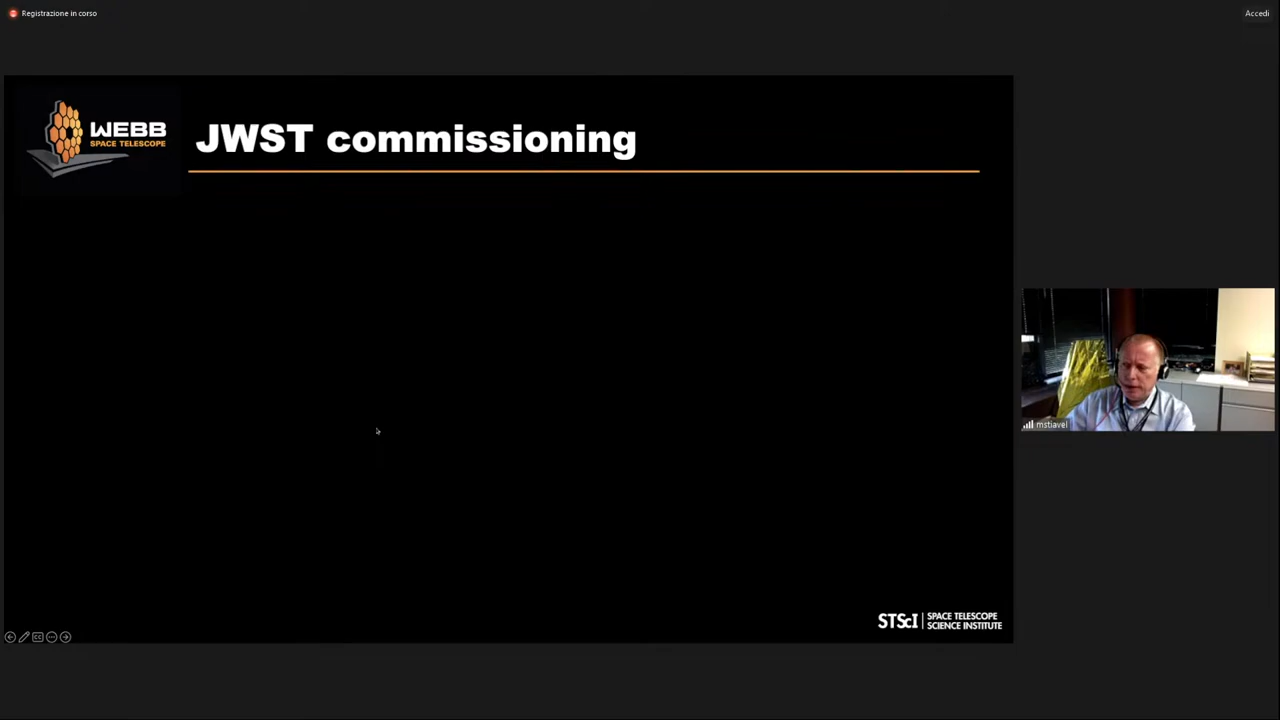 Registrazione in corso
Accedi
WEBB
SPACE TELESCOPE
JWST commissioning
mstiavel
STScI | SPACE TELESCOPE
SCIENCE INSTITUTE